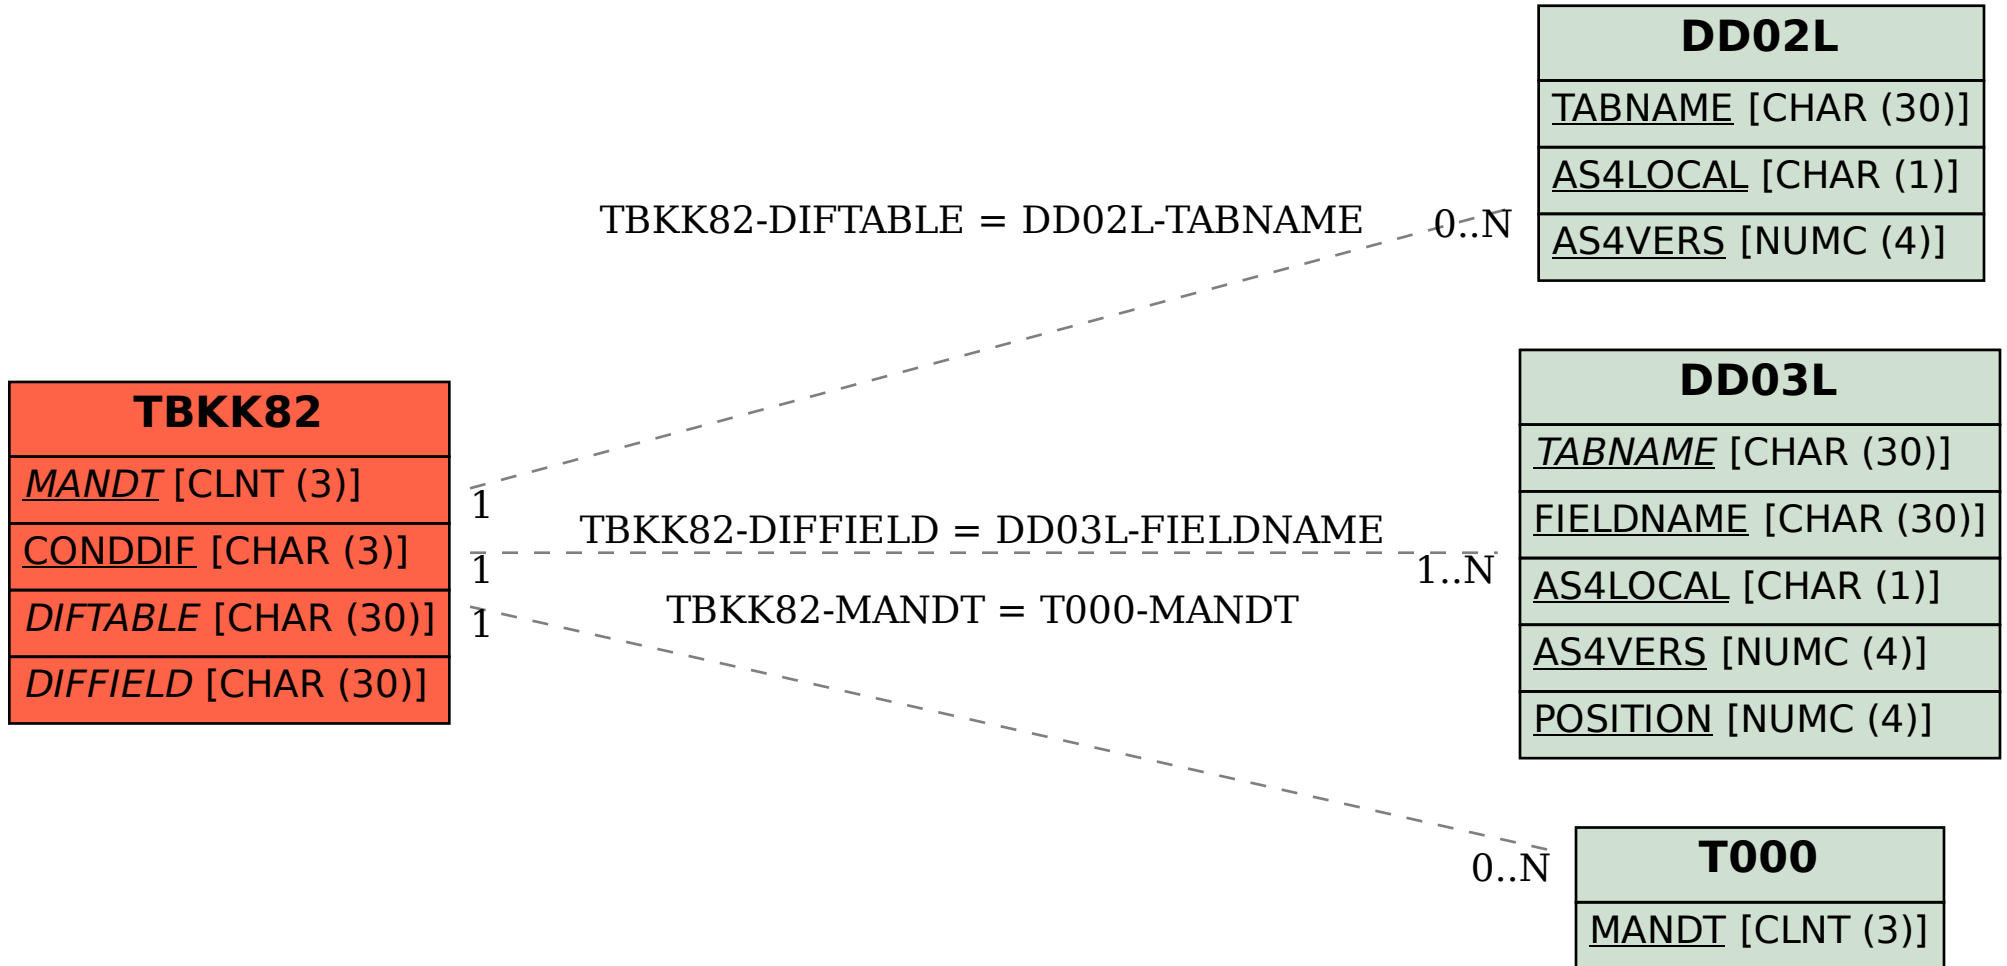 DD02L
TABNAME [CHAR (30)]
AS4LOCAL [CHAR (1)]
AS4VERS [NUMC (4)]
TBKK82-DIFTABLE = DD02L-TABNAME
0..N
TBKK82
MANDT [CLNT (3)]
CONDDIF [CHAR (3)]
DIFTABLE [CHAR (30)]
DIFFIELD [CHAR (30)]
1
TBKK82-DIFFIELD = DD03L-FIELDNAME
1
1..N
TBKK82-MANDT = T000-MANDT
1
0..N
DD03L
TABNAME [CHAR (30)]
FIELDNAME [CHAR (30)]
AS4LOCAL [CHAR (1)]
AS4VERS [NUMC (4)]
POSITION [NUMC (4)]
T000
MANDT [CLNT (3)]